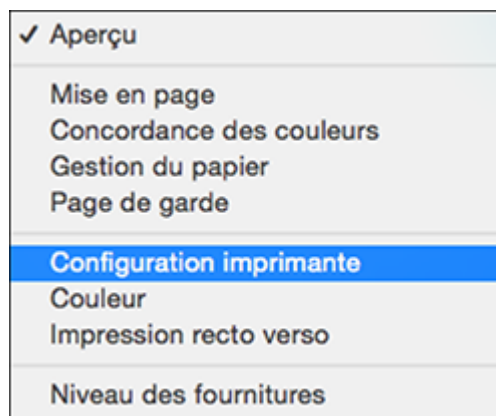 ✓ Aperçu
Mise en page
Concordance des couleurs
Gestion du papier
Page de garde
Configuration imprimante
Couleur
Impression recto verso
Niveau des fournitures